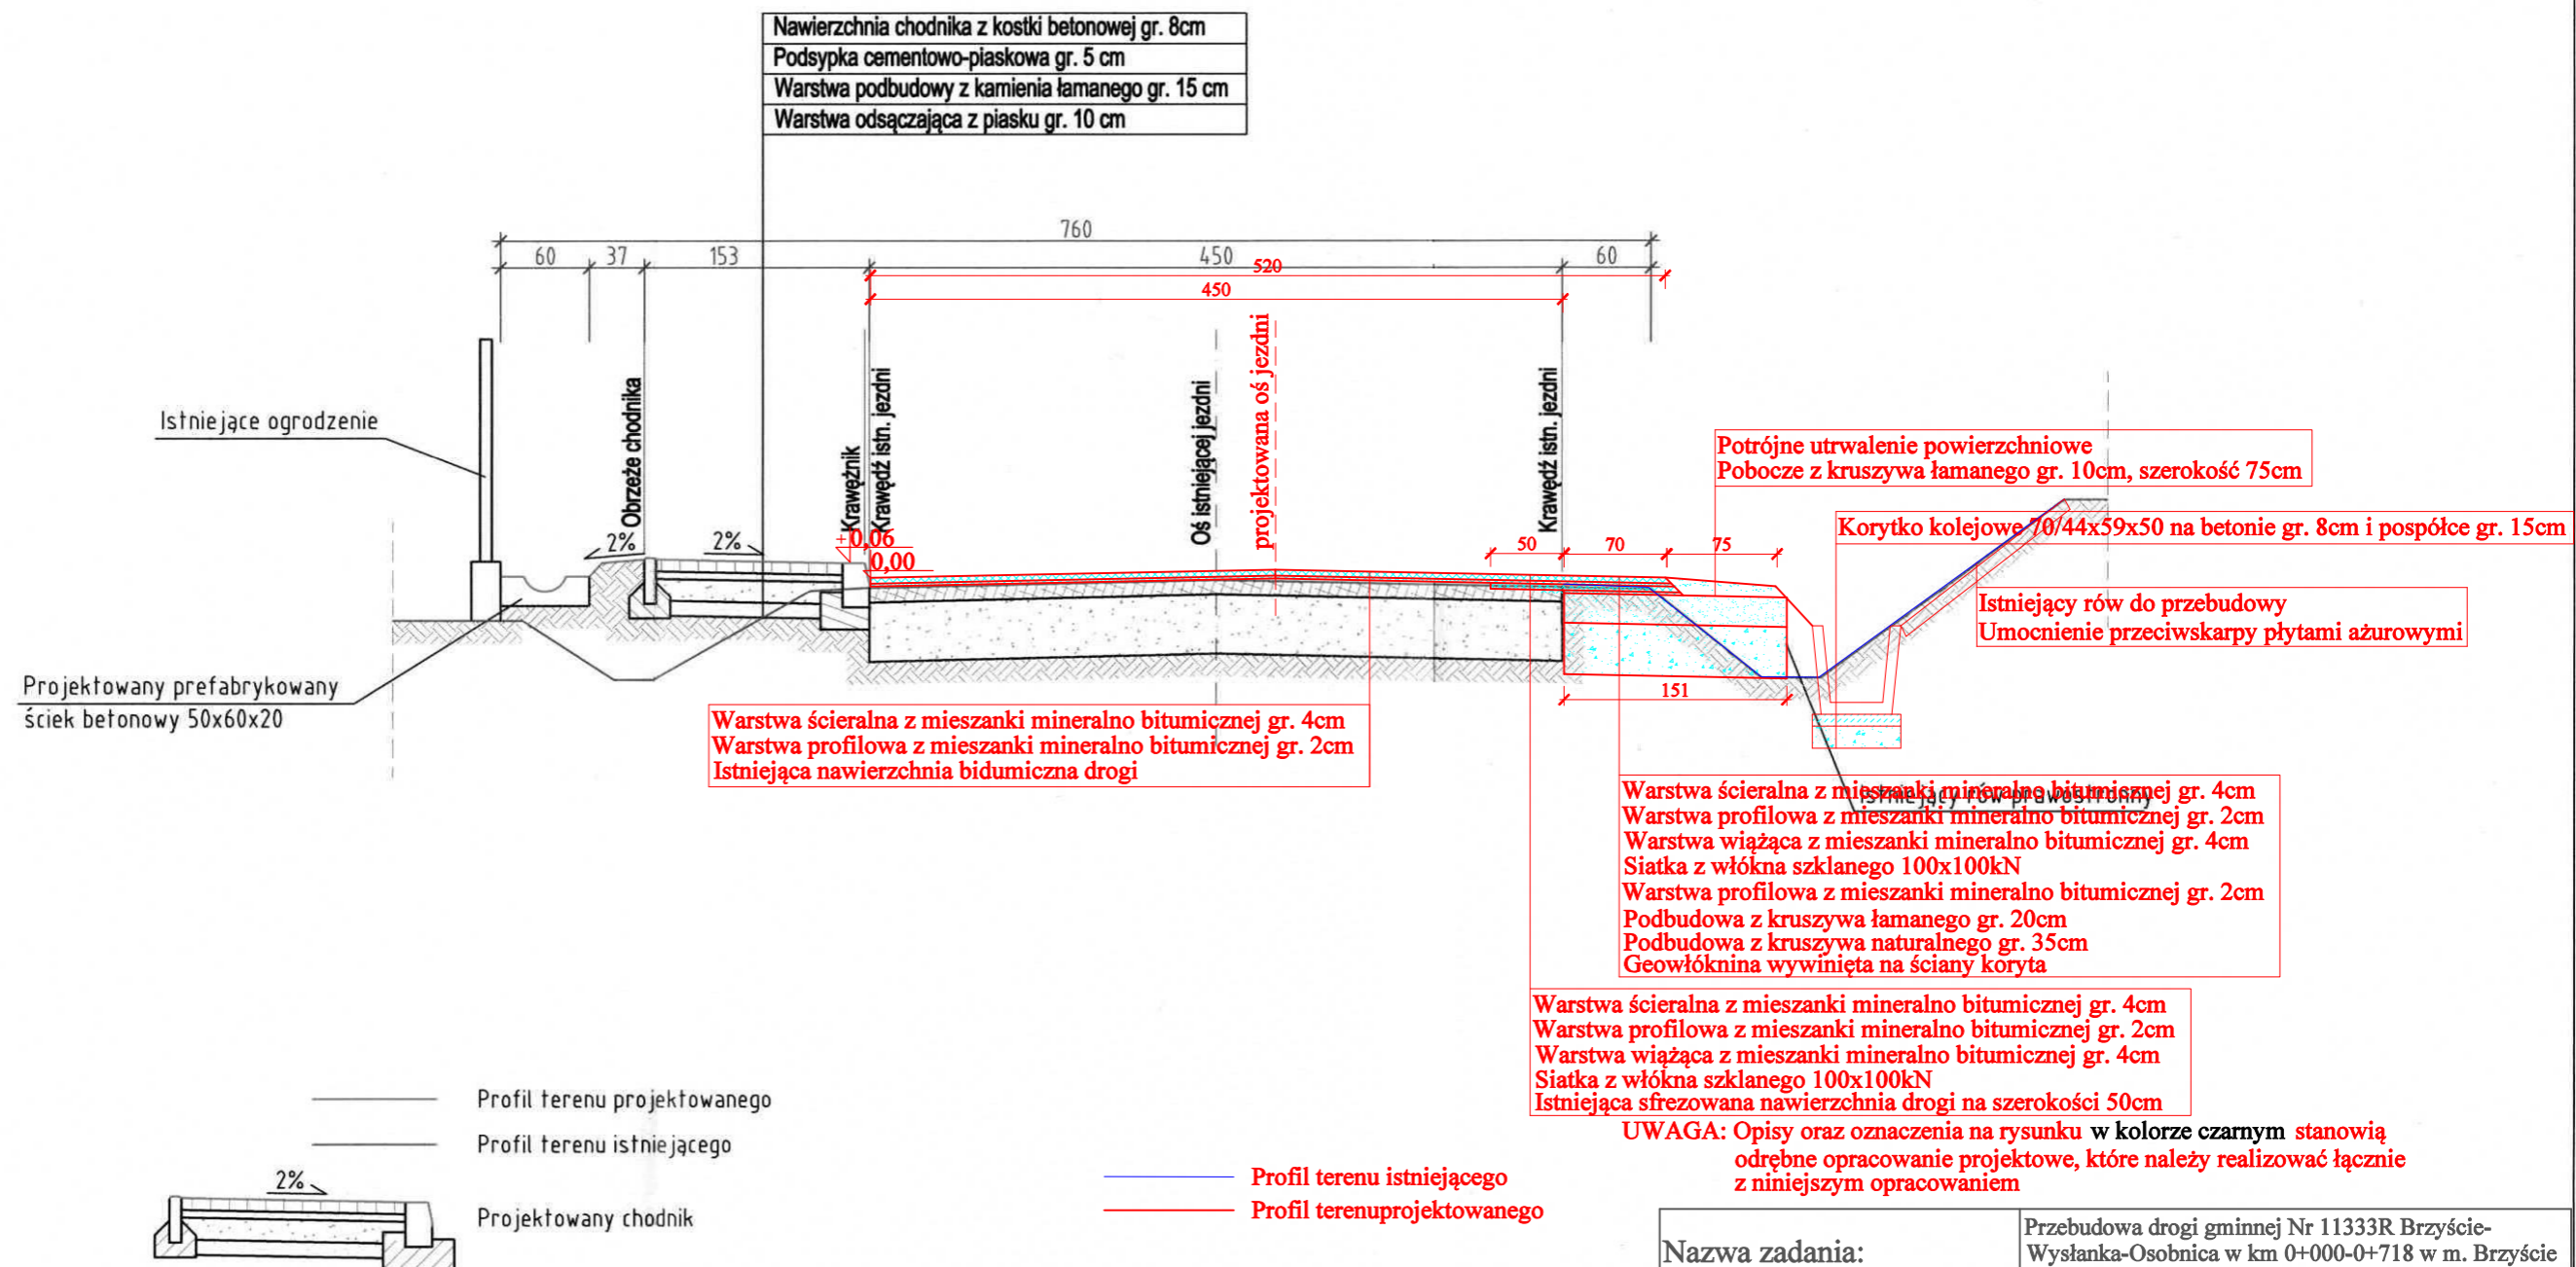 Nawierzchnia chodnika z kostki betonowej gr. 8cm
Podsypka cementowo-piaskowa gr. 5 cm
Warstwa podbudowy z kamienia łamanego gr. 15 cm
Warstwa odsączająca z piasku gr. 10 cm
760
60
37
153
450
60
520
450
Istniejące ogrodzenie
Obrzeże chodnika
Krawężnik
Krawędź istn. jezdni
Oś istniejącej jezdni
projektowana oś jezdni
Krawędź istn. jezdni
2%
2%
+0,06
0,00
50
70
75
Potrójne utrwalenie powierzchniowe
Pobocze z kruszywa łamanego gr. 10cm, szerokość 75cm
Korytko kolejowe 70/44x59x50 na betonie gr. 8cm i pospółce gr. 15cm
Istniejący rów do przebudowy
Umocnienie przeciwskarpy płytami ażurowymi
Projektowany prefabrykowany
ściek betonowy 50x60x20
151
Warstwa ścieralna z mieszanki mineralno bitumicznej gr. 4cm
Warstwa profilowa z mieszanki mineralno bitumicznej gr. 2cm
Istniejąca nawierzchnia bidumiczna drogi
Warstwa ścieralna z mieszanki mineralno bitumicznej gr. 4cm
istniejący rów prawostronny
Warstwa profilowa z mieszanki mineralno bitumicznej gr. 2cm
Warstwa wiążąca z mieszanki mineralno bitumicznej gr. 4cm
Siatka z włókna szklanego 100x100kN
Warstwa profilowa z mieszanki mineralno bitumicznej gr. 2cm
Podbudowa z kruszywa łamanego gr. 20cm
Podbudowa z kruszywa naturalnego gr. 35cm
Geowłóknina wywinięta na ściany koryta
Warstwa ścieralna z mieszanki mineralno bitumicznej gr. 4cm
Warstwa profilowa z mieszanki mineralno bitumicznej gr. 2cm
Warstwa wiążąca z mieszanki mineralno bitumicznej gr. 4cm
Siatka z włókna szklanego 100x100kN
Istniejąca sfrezowana nawierzchnia drogi na szerokości 50cm
UWAGA: Opisy oraz oznaczenia na rysunku w kolorze czarnym stanowią
odrębne opracowanie projektowe, które należy realizować łącznie
z niniejszym opracowaniem
Profil terenu projektowanego
Profil terenu istniejącego
2%
Projektowany chodnik
Profil terenu istniejącego
Profil terenuprojektowanego
Nazwa zadania:
Przebudowa drogi gminnej Nr 11333R Brzyście-
Wysłanka-Osobnica w km 0+000-0+718 w m. Brzyście